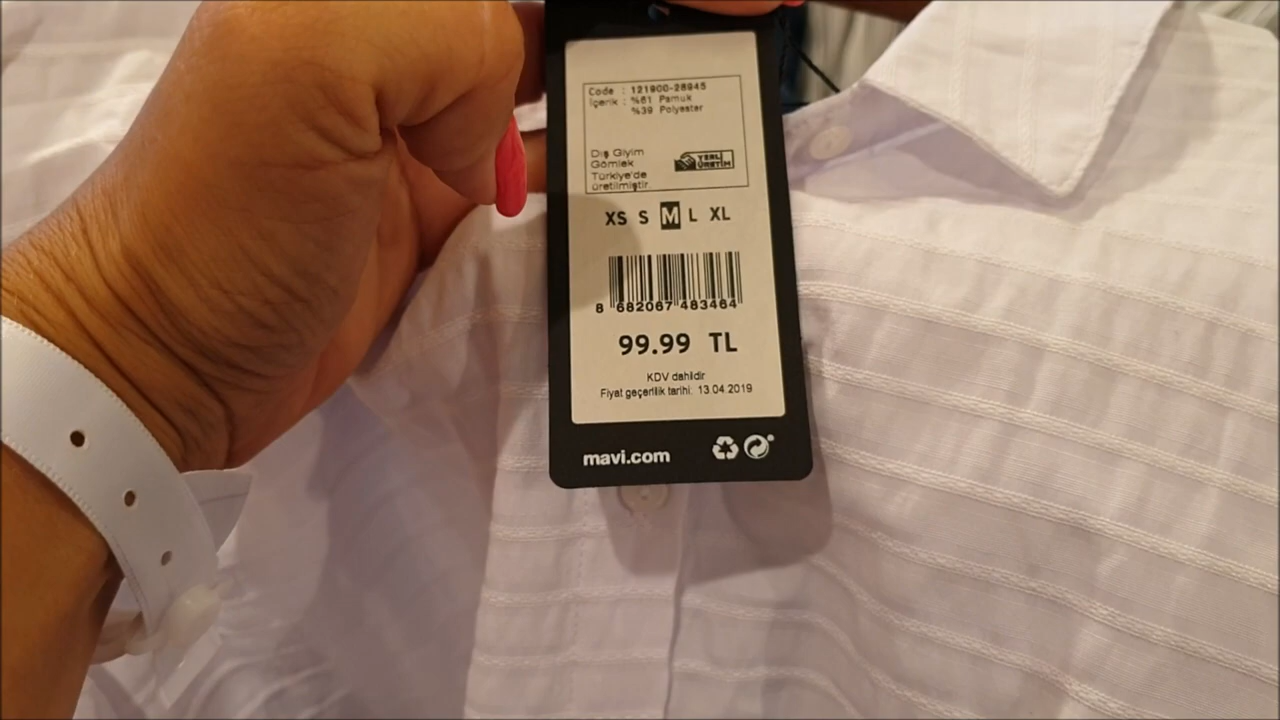 Code : 121900-28945
İçerik : %61 Pamuk
%39 Polyester
Dış Giyim
Gömlek
Türkiye'de
üretilmiştir.
YERLİ
ÜRETİM
XS S M L XL
8 682067 483464
99.99 TL
KDV dahildir
Fiyat geçerlilik tarihi: 13.04.2019
mavi.com